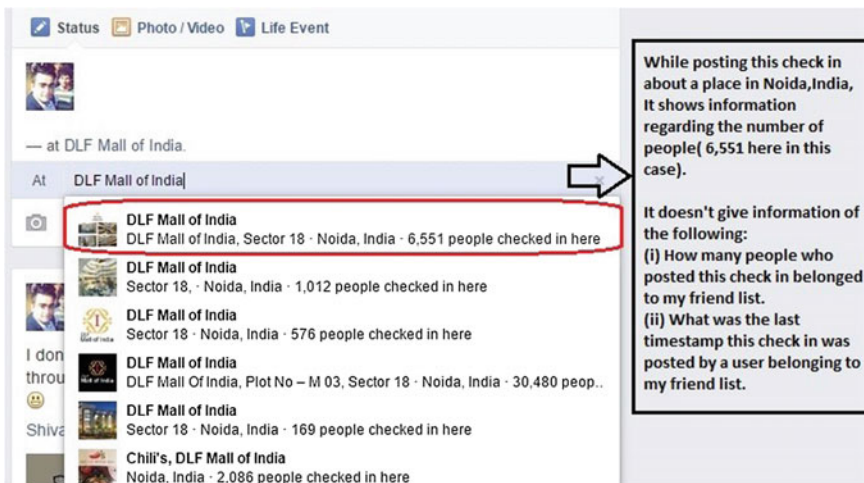 Status Photo / Video Life Event
— at DLF Mall of India.
At DLF Mall of India
DLF Mall of India
DLF Mall of India, Sector 18 · Noida, India · 6,551 people checked in here
DLF Mall of India
Sector 18, · Noida, India · 1,012 people checked in here
DLF Mall of India
Sector 18 · Noida, India · 576 people checked in here
DLF Mall of India
DLF Mall Of India, Plot No – M 03, Sector 18 · Noida, India · 30,480 peop..
DLF Mall of India
Sector 18 · Noida, India · 169 people checked in here
Chili's, DLF Mall of India
Noida, India · 2,086 people checked in here
I don
throu
Shiva
While posting this check in
about a place in Noida,India,
It shows information
regarding the number of
people( 6,551 here in this
case).
It doesn't give information of
the following:
(i) How many people who
posted this check in belonged
to my friend list.
(ii) What was the last
timestamp this check in was
posted by a user belonging to
my friend list.